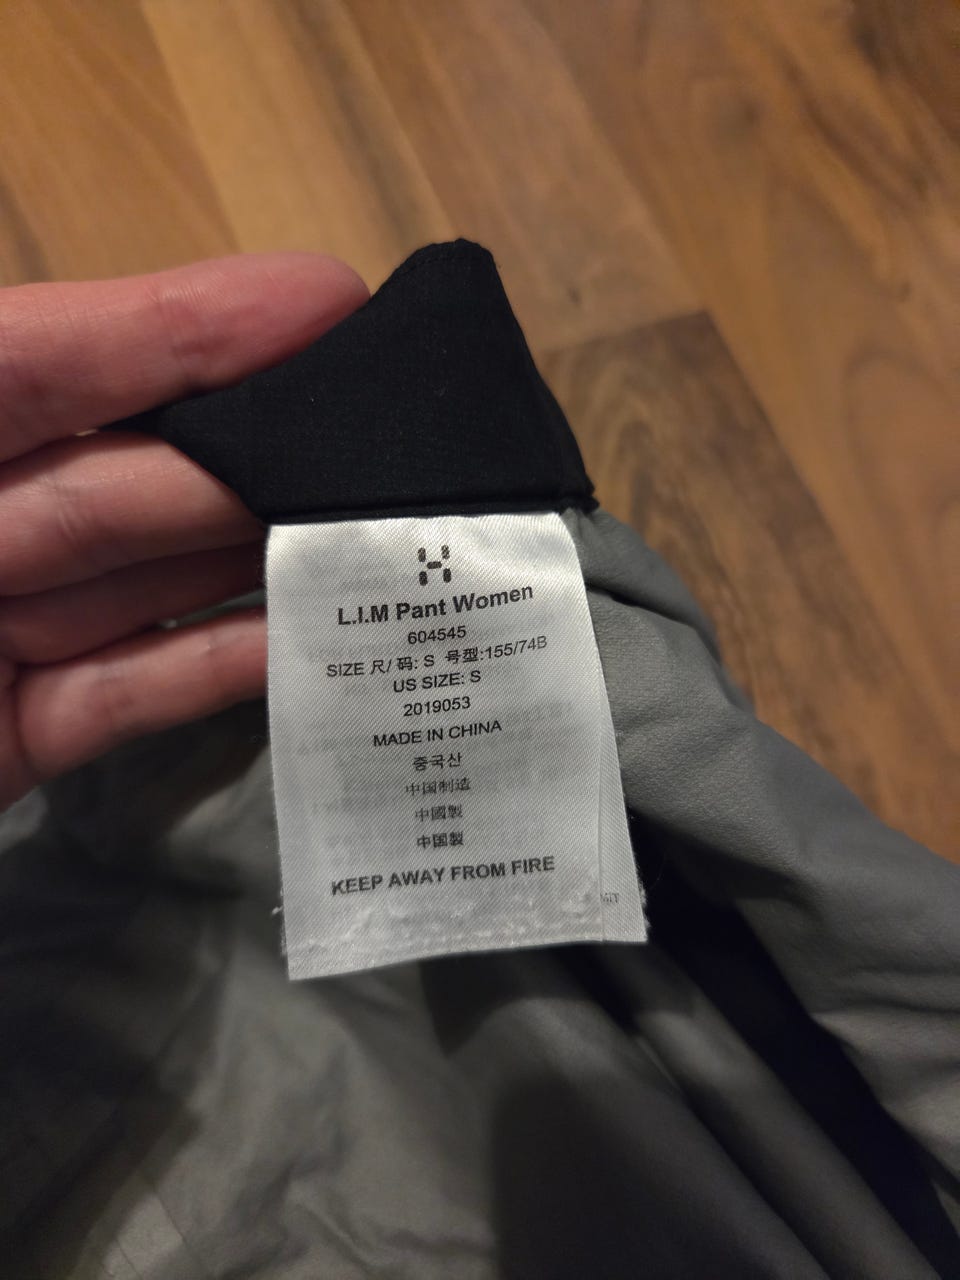 L.I.M Pant Women
604545
SIZE 尺/ 码: S 号型:155/74B
US SIZE: S
2019053
MADE IN CHINA
중국산
中国制造
中國製
中国製
KEEP AWAY FROM FIRE